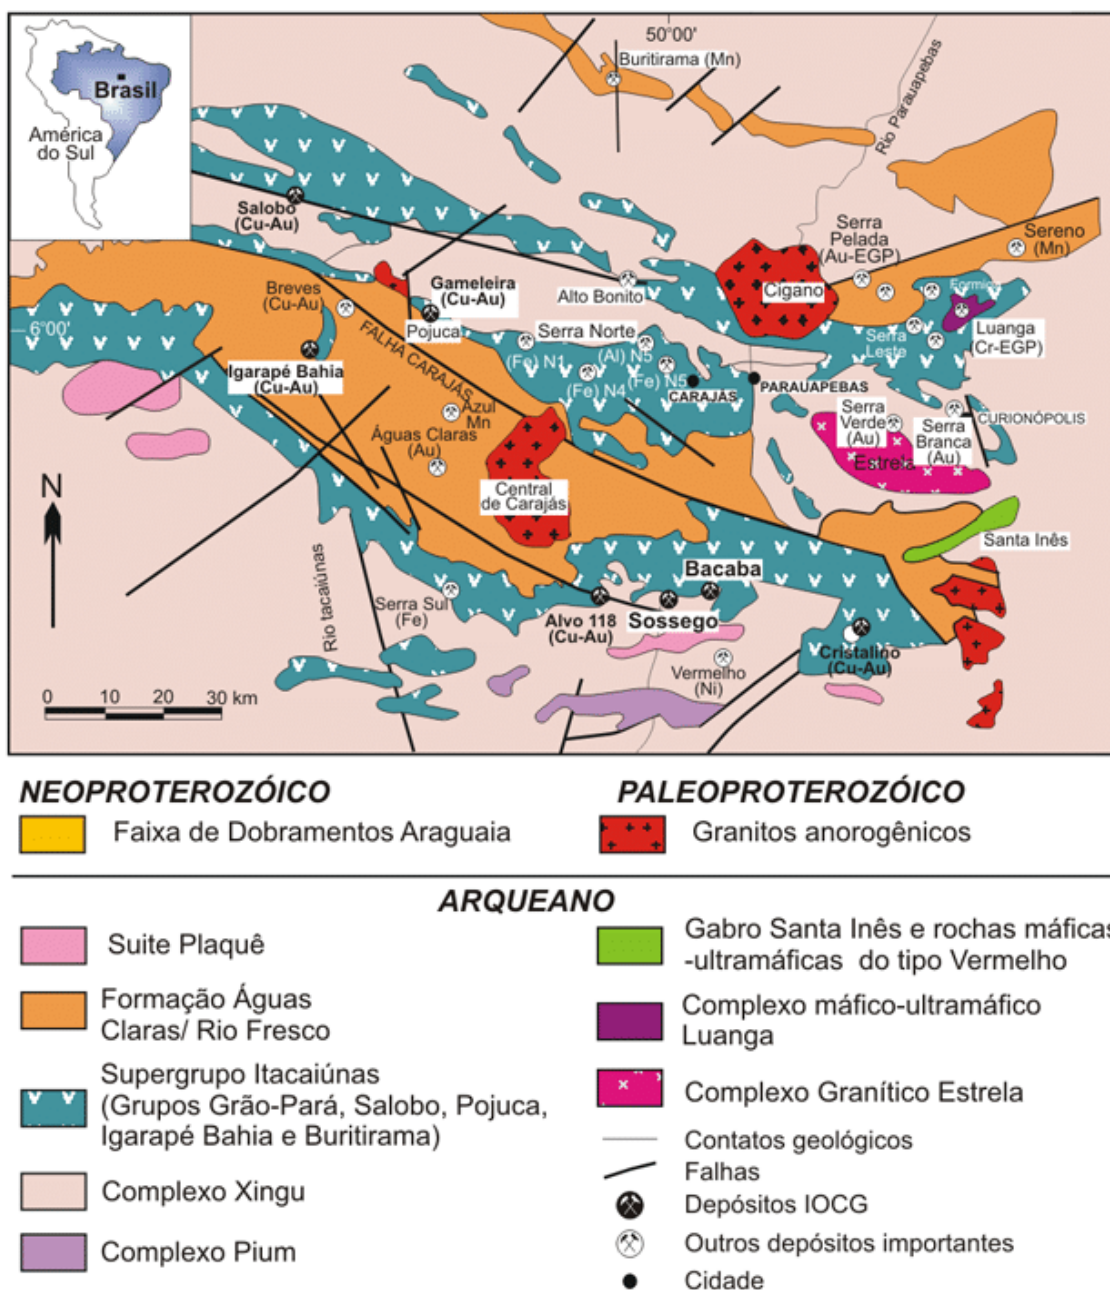 50°00'
Brasil
América
do Sul
Buritirama (Mn)
Rio Parauapebas
Salobo
(Cu-Au)
Serra
Pelada
(Au-EGP)
Sereno
(Mn)
Breves
(Cu-Au)
Gameleira
(Cu-Au)
Alto Bonito
Cigano
6°00'
Pojuca
FALHA CARAJÁS
Serra Norte
Serra
Leste
Luanga
(Cr-EGP)
Igarapé Bahia
(Cu-Au)
(Fe) N1
(Al) N5
(Fe) N4
(Fe) N5
CARAJÁS
PARAUAPEBAS
Azul
Mn
Serra
Verde
(Au)
Serra
Branca
(Au)
CURIONÓPOLIS
Águas Claras
(Au)
Estrela
N
Central
de Carajás
Santa Inês
Rio Itacaiúnas
Serra Sul
(Fe)
Bacaba
Alvo 118
(Cu-Au)
Sossego
Cristalino
(Cu-Au)
Vermelho
(Ni)
0 10 20 30 km
NEOPROTEROZÓICO
Faixa de Dobramentos Araguaia
PALEOPROTEROZÓICO
Granitos anorogênicos
ARQUEANO
Suite Plaquê
Formação Águas
Claras/ Rio Fresco
Supergrupo Itacaiúnas
(Grupos Grão-Pará, Salobo, Pojuca,
Igarapé Bahia e Buritirama)
Complexo Xingu
Complexo Pium
Gabro Santa Inês e rochas máficas
-ultramáficas do tipo Vermelho
Complexo máfico-ultramáfico
Luanga
Complexo Granítico Estrela
Contatos geológicos
Falhas
Depósitos IOCG
Outros depósitos importantes
Cidade